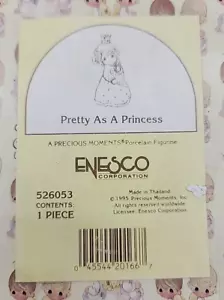 Pretty As A Princess
A PRECIOUS MOMENTS® Porcelain Figurine
ENESCO
CORPORATION
526053
CONTENTS
1 PIECE
Made in Thailand
© 1995 Precious Moments, Inc.
All rights reserved worldwide.
Licensee, Enesco Corporation
0 45544 20166 7